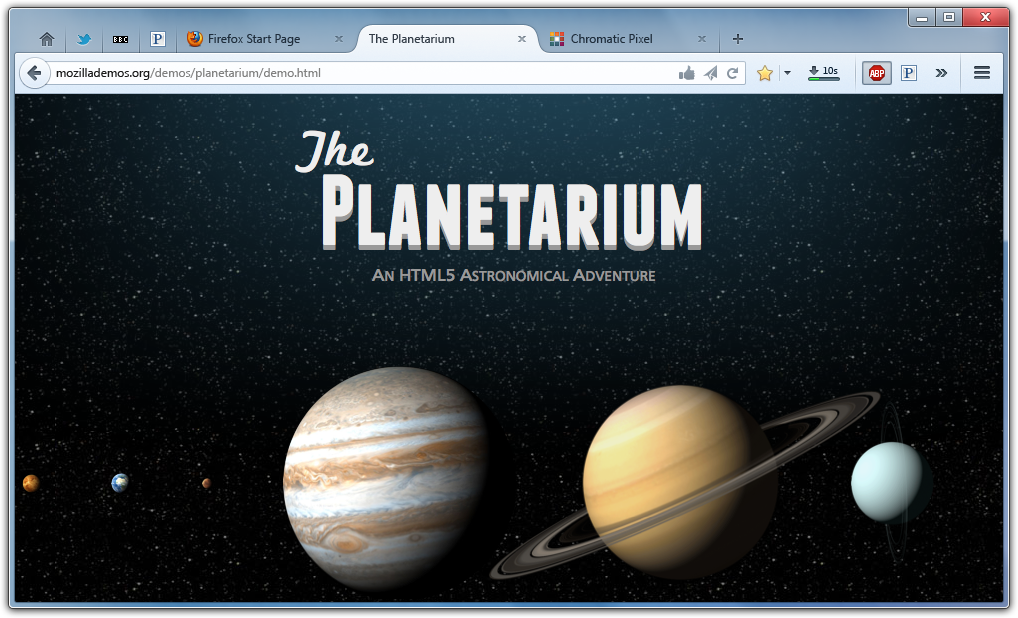 BBC
P
Firefox Start Page
The Planetarium
Chromatic Pixel
mozillademos.org/demos/planetarium/demo.html
10s
ABP
P
The
PLANETARIUM
AN HTML5 ASTRONOMICAL ADVENTURE